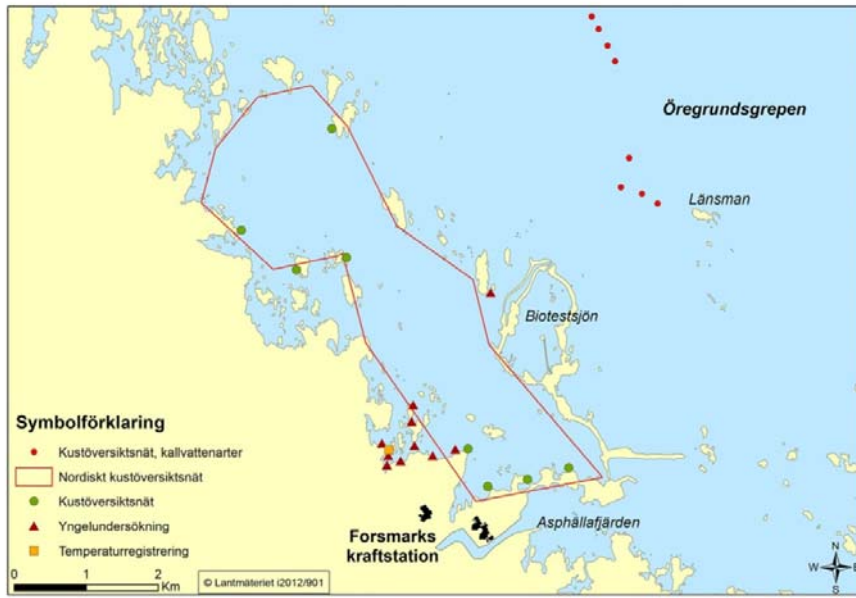 Öregrundsgrepen
Länsman
Biotestsjön
Symbolförklaring
Kustöversiktsnät, kallvattenarter
Nordiskt kustöversiktsnät
Kustöversiktsnät
Yngelundersökning
Temperaturregistrering
Forsmarks
kraftstation
Asphällafjärden
0 1 2
Km
© Lantmäteriet i2012/901
N
W E
S